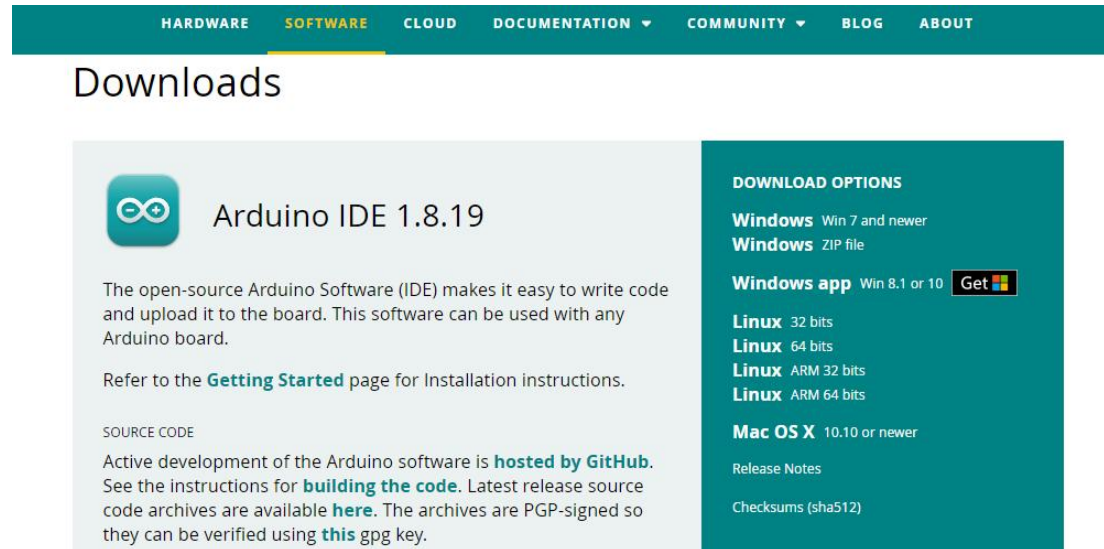 HARDWARE SOFTWARE CLOUD DOCUMENTATION COMMUNITY BLOG ABOUT
Downloads
Arduino IDE 1.8.19
The open-source Arduino Software (IDE) makes it easy to write code
and upload it to the board. This software can be used with any
Arduino board.
Refer to the Getting Started page for Installation instructions.
SOURCE CODE
Active development of the Arduino software is hosted by GitHub.
See the instructions for building the code. Latest release source
code archives are available here. The archives are PGP-signed so
they can be verified using this gpg key.
DOWNLOAD OPTIONS
Windows Win 7 and newer
Windows ZIP file
Windows app Win 8.1 or 10 Get
Linux 32 bits
Linux 64 bits
Linux ARM 32 bits
Linux ARM 64 bits
Mac OS X 10.10 or newer
Release Notes
Checksums (sha512)